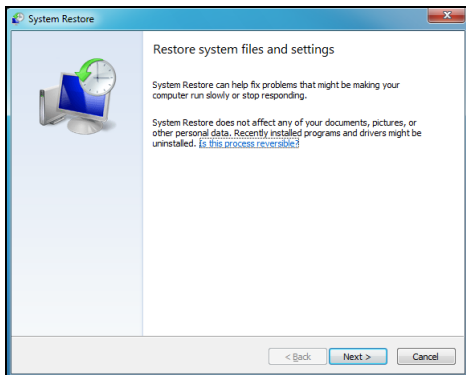 System Restore
Restore system files and settings
System Restore can help fix problems that might be making your
computer run slowly or stop responding.
System Restore does not affect any of your documents, pictures, or
other personal data. Recently installed programs and drivers might be
uninstalled. Is this process reversible?
< Back Next > Cancel